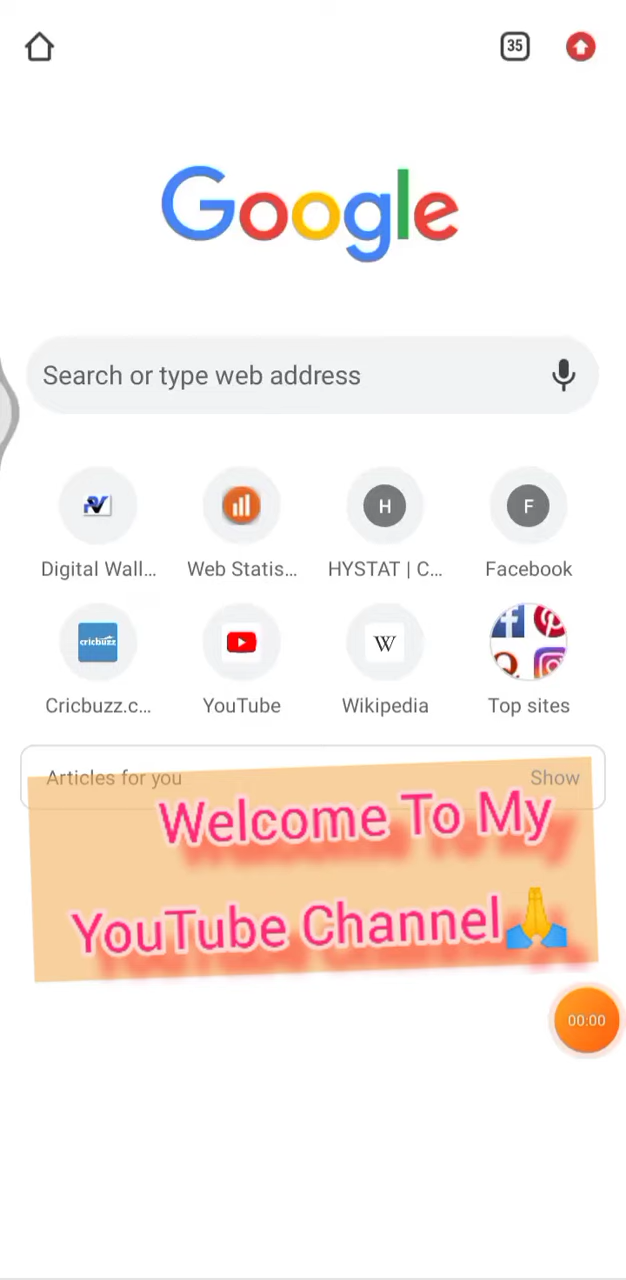 35
Google
Search or type web address
H
F
Digital Wall...
Web Statis...
HYSTAT | C...
Facebook
cricbuzz
W
Cricbuzz.c...
YouTube
Wikipedia
Top sites
Articles for you
Show
Welcome To My
YouTube Channel🙏
00:00